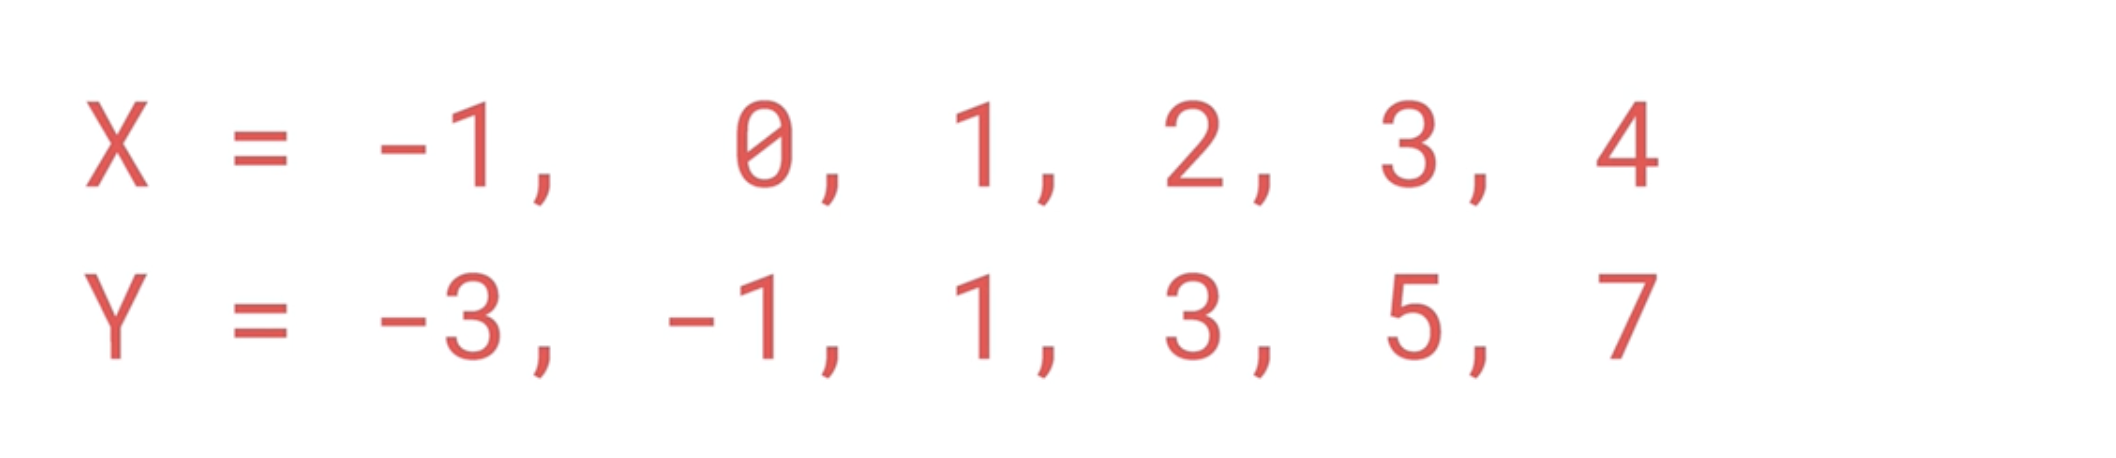 X = -1, 0, 1, 2, 3, 4
Y = -3, -1, 1, 3, 5, 7